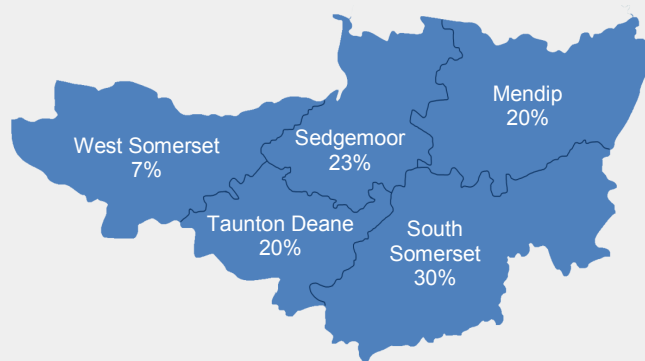 Mendip
20%
West Somerset
7%
Sedgemoor
23%
Taunton Deane
20%
South
Somerset
30%